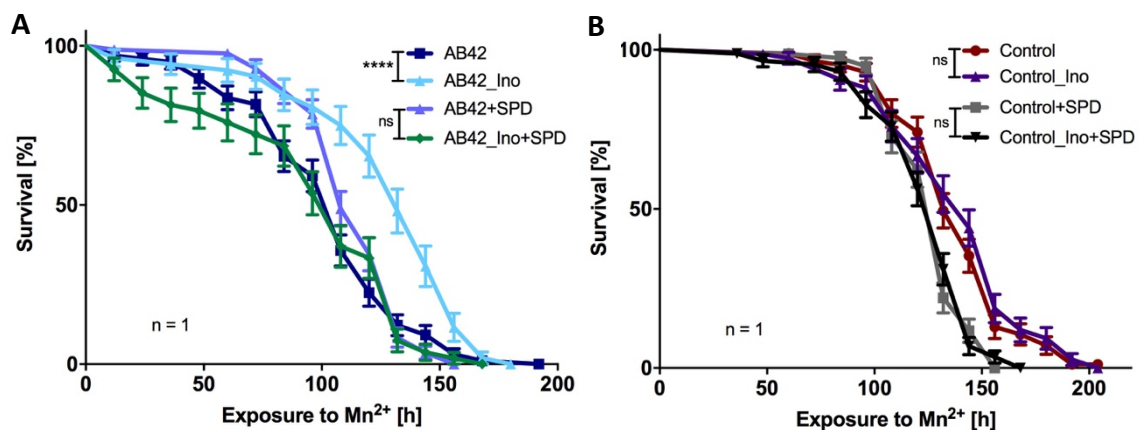 A
100
50
0
Survival [%]
0
50
100
150
200
Exposure to Mn²⁺ [h]
n = 1
****
ns
AB42
AB42_Ino
AB42+SPD
AB42_Ino+SPD
B
100
50
0
Survival [%]
0
50
100
150
200
Exposure to Mn²⁺ [h]
n = 1
ns
ns
Control
Control_Ino
Control+SPD
Control_Ino+SPD